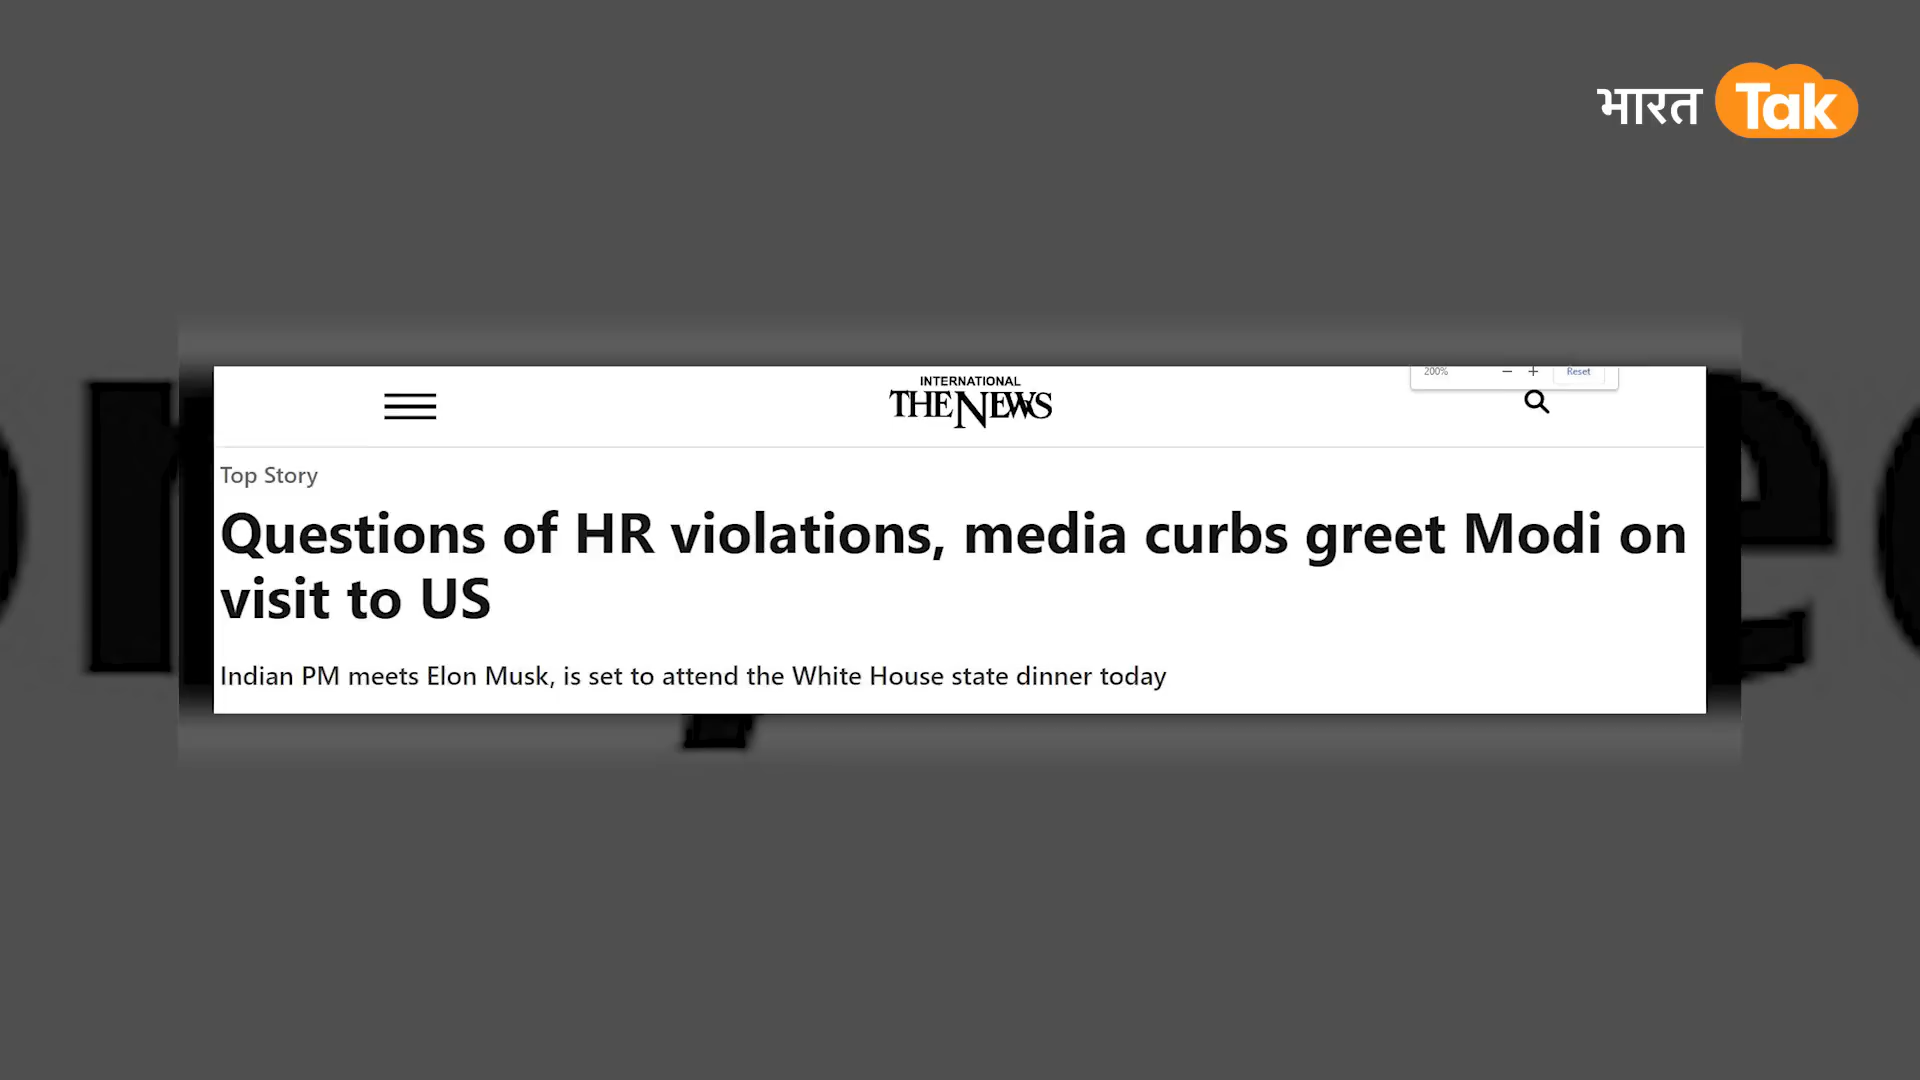 भारत Tak
200% − + Reset
INTERNATIONAL
THE NEWS
Top Story
Questions of HR violations, media curbs greet Modi on
visit to US
Indian PM meets Elon Musk, is set to attend the White House state dinner today